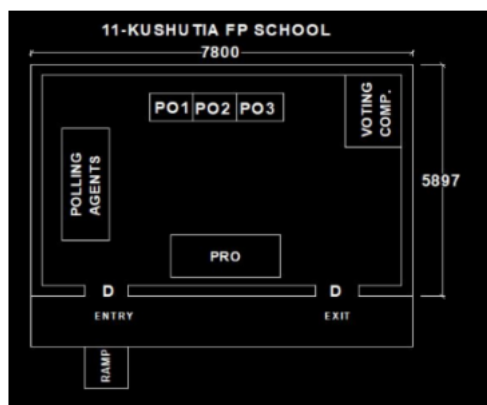 11-KUSHUTIA FP SCHOOL
7800
PO1 PO2 PO3
VOTING
COMP.
POLLING
AGENTS
5897
PRO
D D
ENTRY EXIT
RAMP